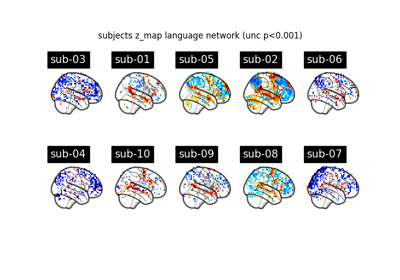 subjects z_map language network (unc p<0.001)
sub-03 sub-01 sub-05 sub-02 sub-06
sub-04 sub-10 sub-09 sub-08 sub-07